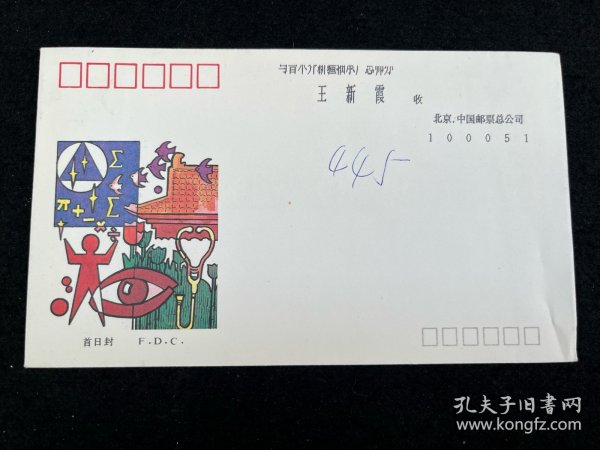 王新霞 收
北京.中国邮票总公司
100051
445
Σ
π+-×÷
Σ
首日封 F.D.C.
孔夫子旧书网
www.kongfz.com